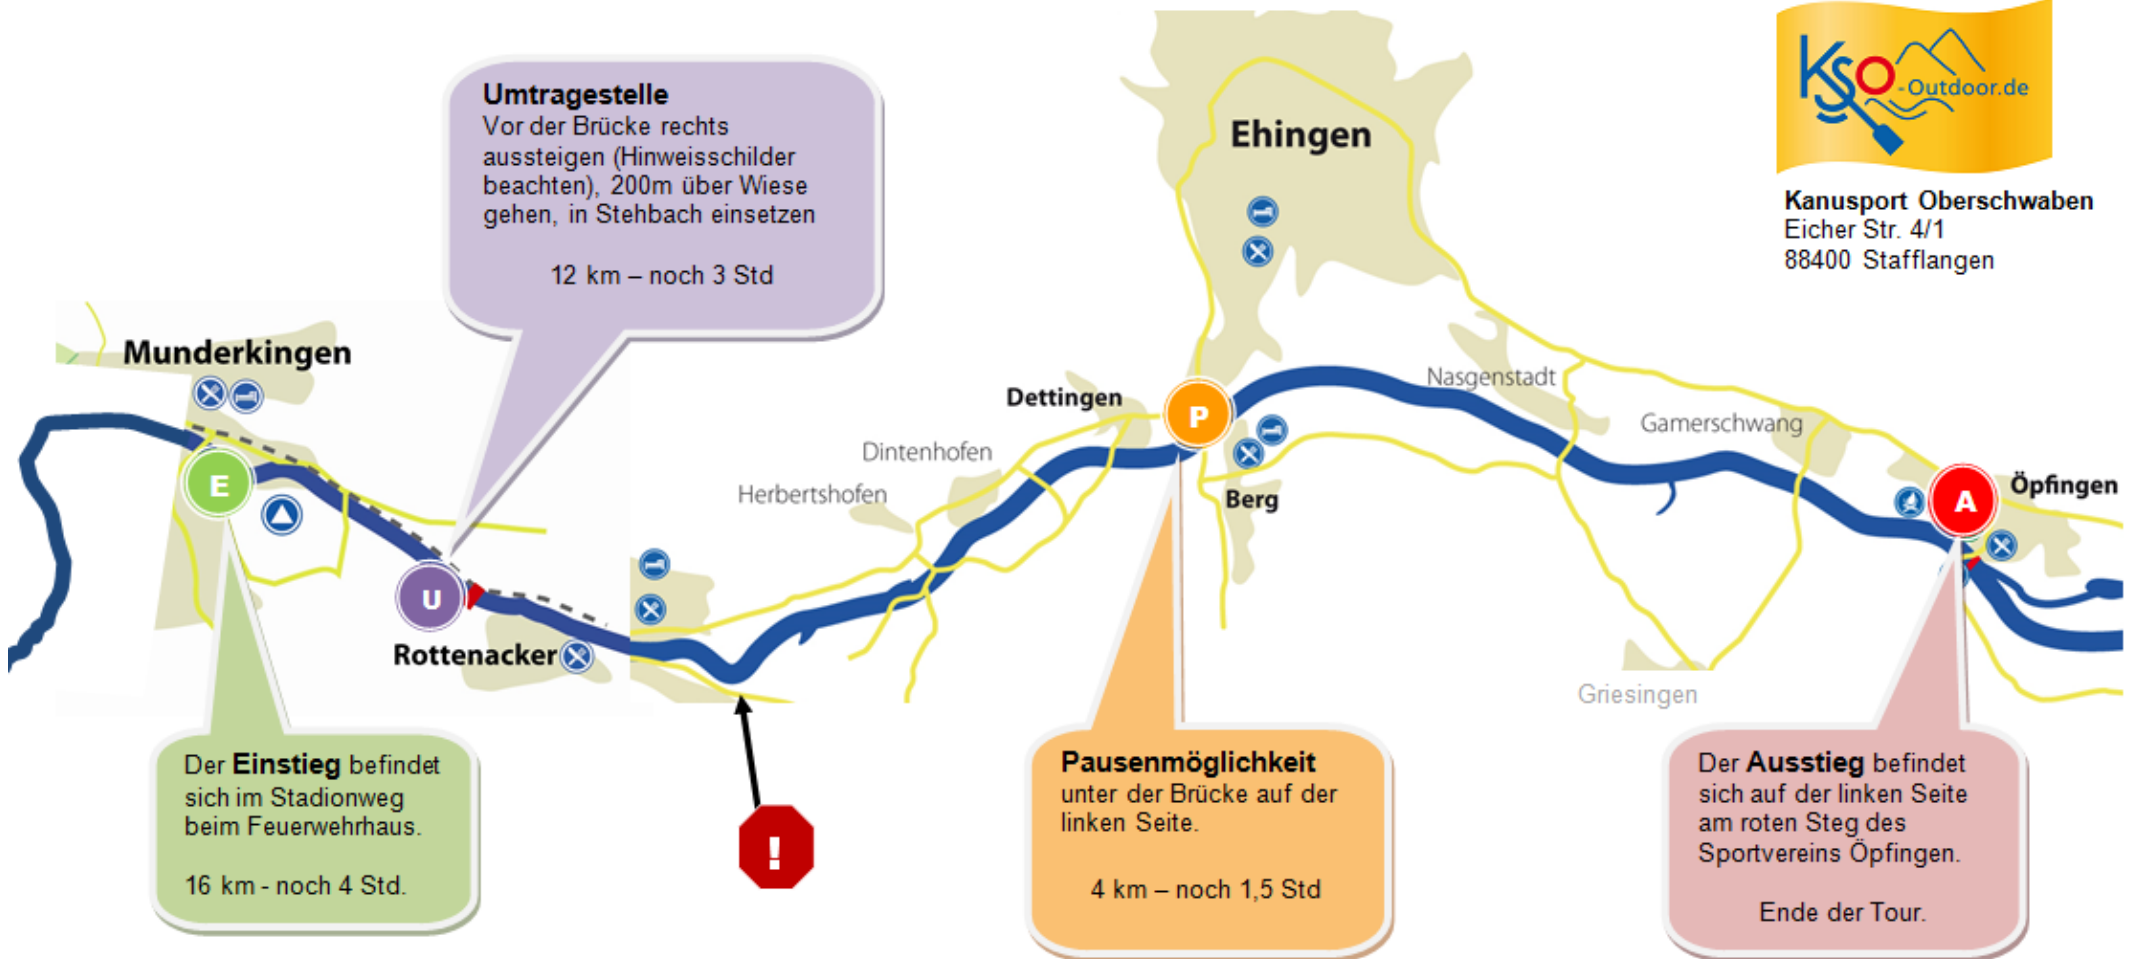 Umtragestelle
Vor der Brücke rechts
aussteigen (Hinweisschilder
beachten), 200m über Wiese
gehen, in Stehbach einsetzen
12 km – noch 3 Std
Ehingen
KSO-Outdoor.de
Kanusport Oberschwaben
Eicher Str. 4/1
88400 Stafflangen
Munderkingen
E
U
Rottenacker
Herbertshofen
Dintenhofen
Dettingen
P
Berg
Nasgenstadt
Gamerschwang
Griesingen
A
Öpfingen
Der Einstieg befindet
sich im Stadionweg
beim Feuerwehrhaus.
16 km - noch 4 Std.
!
Pausenmöglichkeit
unter der Brücke auf der
linken Seite.
4 km – noch 1,5 Std
Der Ausstieg befindet
sich auf der linken Seite
am roten Steg des
Sportvereins Öpfingen.
Ende der Tour.